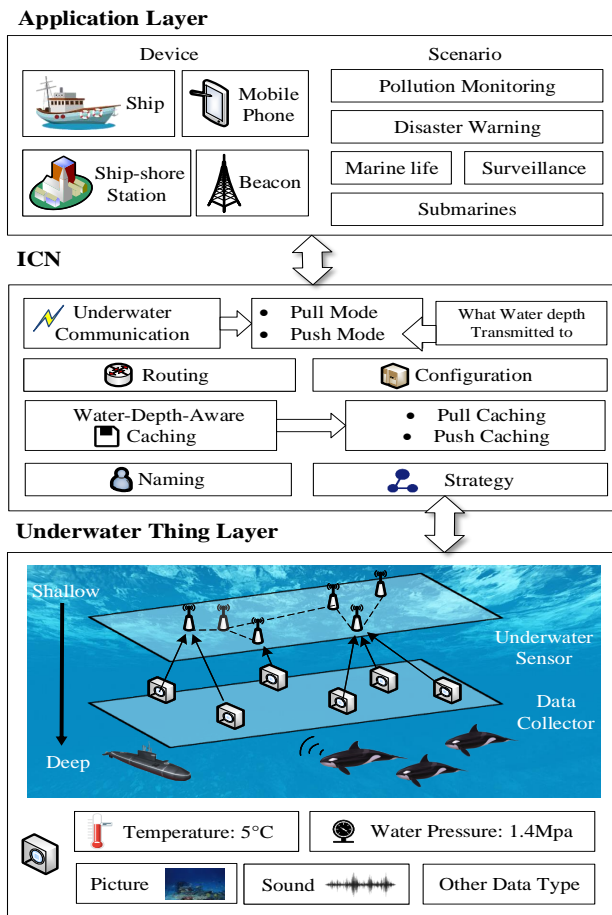 Application Layer
Device
Scenario
Ship
Mobile
Phone
Ship-shore
Station
Beacon
Pollution Monitoring
Disaster Warning
Marine life
Surveillance
Submarines
ICN
Underwater
Communication
• Pull Mode
• Push Mode
What Water depth
Transmitted to
Routing
Configuration
Water-Depth-Aware
Caching
• Pull Caching
• Push Caching
Naming
Strategy
Underwater Thing Layer
Shallow
Underwater
Sensor
Data
Collector
Deep
Temperature: 5°C
Water Pressure: 1.4Mpa
Picture
Sound
Other Data Type